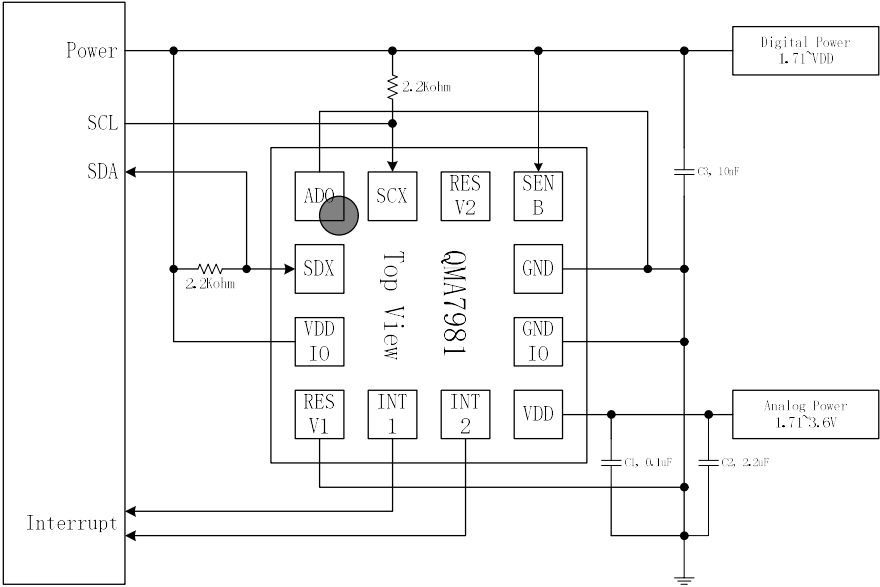 Power
Digital Power
1.71~VDD
2.2Kohm
SCL
SDA
C3, 10uF
ADO
SCX
RES
V2
SEN
B
SDX
GND
2.2Kohm
QMA7981
Top View
VDD
IO
GND
IO
RES
V1
INT
1
INT
2
VDD
Analog Power
1.71~3.6V
C1, 0.1uF
C2, 2.2uF
Interrupt